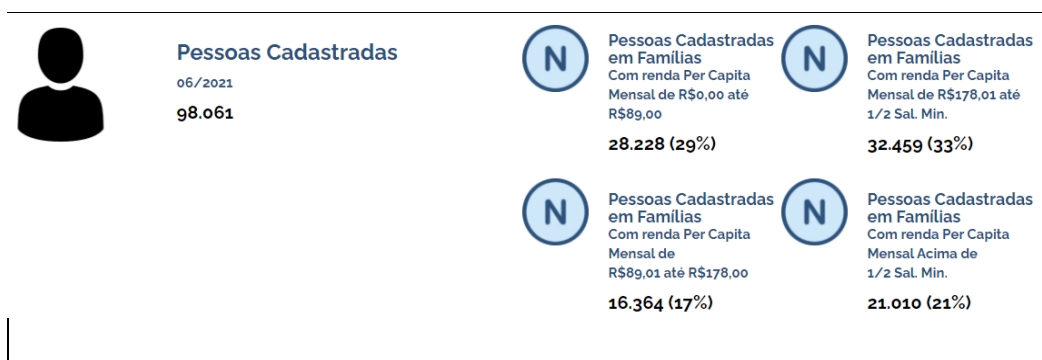 Pessoas Cadastradas
06/2021
98.061
N
Pessoas Cadastradas
em Famílias
Com renda Per Capita
Mensal de R$0,00 até
R$89,00
28.228 (29%)
N
Pessoas Cadastradas
em Famílias
Com renda Per Capita
Mensal de R$178,01 até
1/2 Sal. Min.
32.459 (33%)
N
Pessoas Cadastradas
em Famílias
Com renda Per Capita
Mensal de
R$89,01 até R$178,00
16.364 (17%)
N
Pessoas Cadastradas
em Famílias
Com renda Per Capita
Mensal Acima de
1/2 Sal. Min.
21.010 (21%)